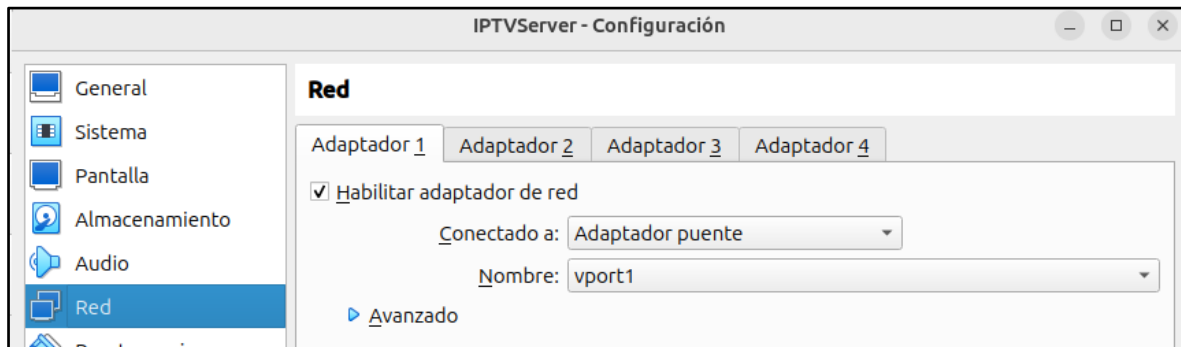 IPTVServer - Configuración
General
Sistema
Pantalla
Almacenamiento
Audio
Red
Red
Adaptador 1 Adaptador 2 Adaptador 3 Adaptador 4
Habilitar adaptador de red
Conectado a: Adaptador puente
Nombre: vport1
Avanzado